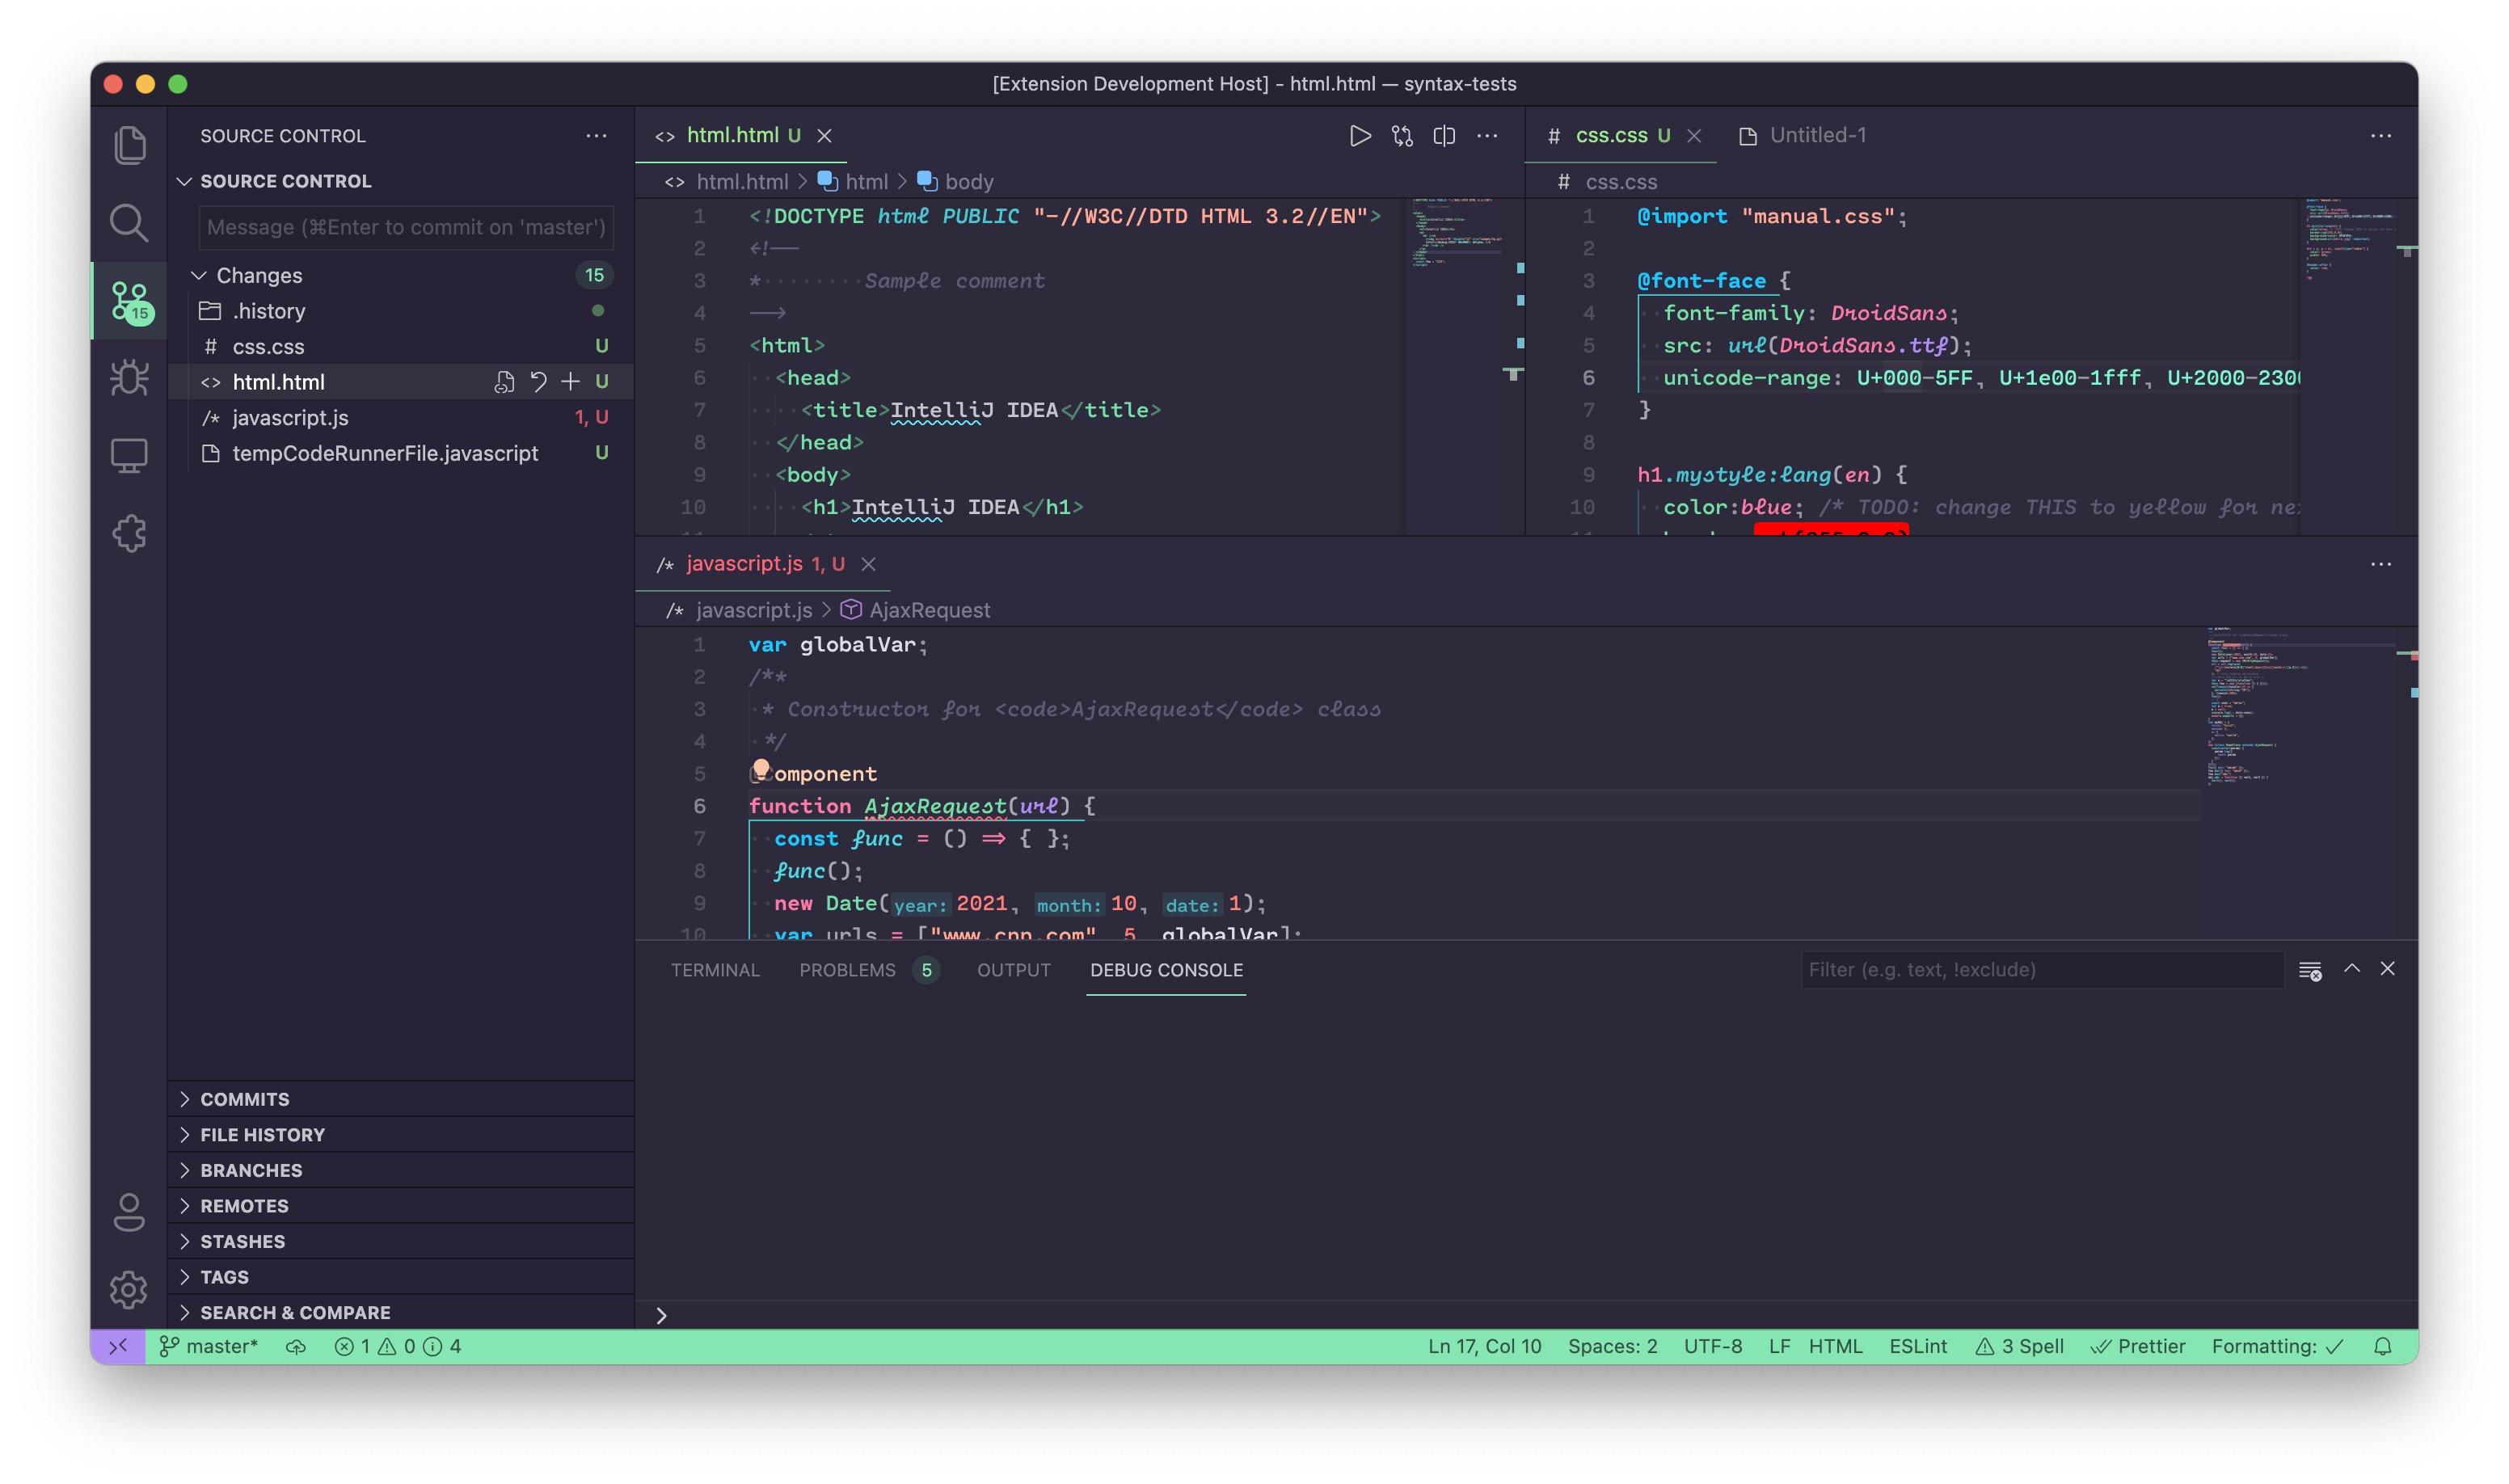 [Extension Development Host] - html.html — syntax-tests
SOURCE CONTROL
SOURCE CONTROL
Message (⌘Enter to commit on 'master')
Changes 15
.history
# css.css U
<> html.html U
/* javascript.js 1, U
tempCodeRunnerFile.javascript U
15
COMMITS
FILE HISTORY
BRANCHES
REMOTES
STASHES
TAGS
SEARCH & COMPARE
<> html.html U
<> html.html > html > body
1 <!DOCTYPE html PUBLIC "-//W3C//DTD HTML 3.2//EN">
2 <!--
3 * Sample comment
4 -->
5 <html>
6 <head>
7 <title>IntelliJ IDEA</title>
8 </head>
9 <body>
10 <h1>IntelliJ IDEA</h1>
# css.css U Untitled-1
# css.css
1 @import "manual.css";
2
3 @font-face {
4 font-family: DroidSans;
5 src: url(DroidSans.ttf);
6 unicode-range: U+000-5FF, U+1e00-1fff, U+2000-2300
7 }
8
9 h1.mystyle:lang(en) {
10 color:blue; /* TODO: change THIS to yellow for
/* javascript.js 1, U
/* javascript.js > AjaxRequest
1 var globalVar;
2 /**
3 * Constructor for <code>AjaxRequest</code> class
4 */
5 omponent
6 function AjaxRequest(url) {
7 const func = () => { };
8 func();
9 new Date(year: 2021, month: 10, date: 1);
10 var urls = ["www.cnn.com", 5, globalVar];
TERMINAL PROBLEMS 5 OUTPUT DEBUG CONSOLE Filter (e.g. text, !exclude)
master* 1 0 4 Ln 17, Col 10 Spaces: 2 UTF-8 LF HTML ESLint 3 Spell Prettier Formatting: